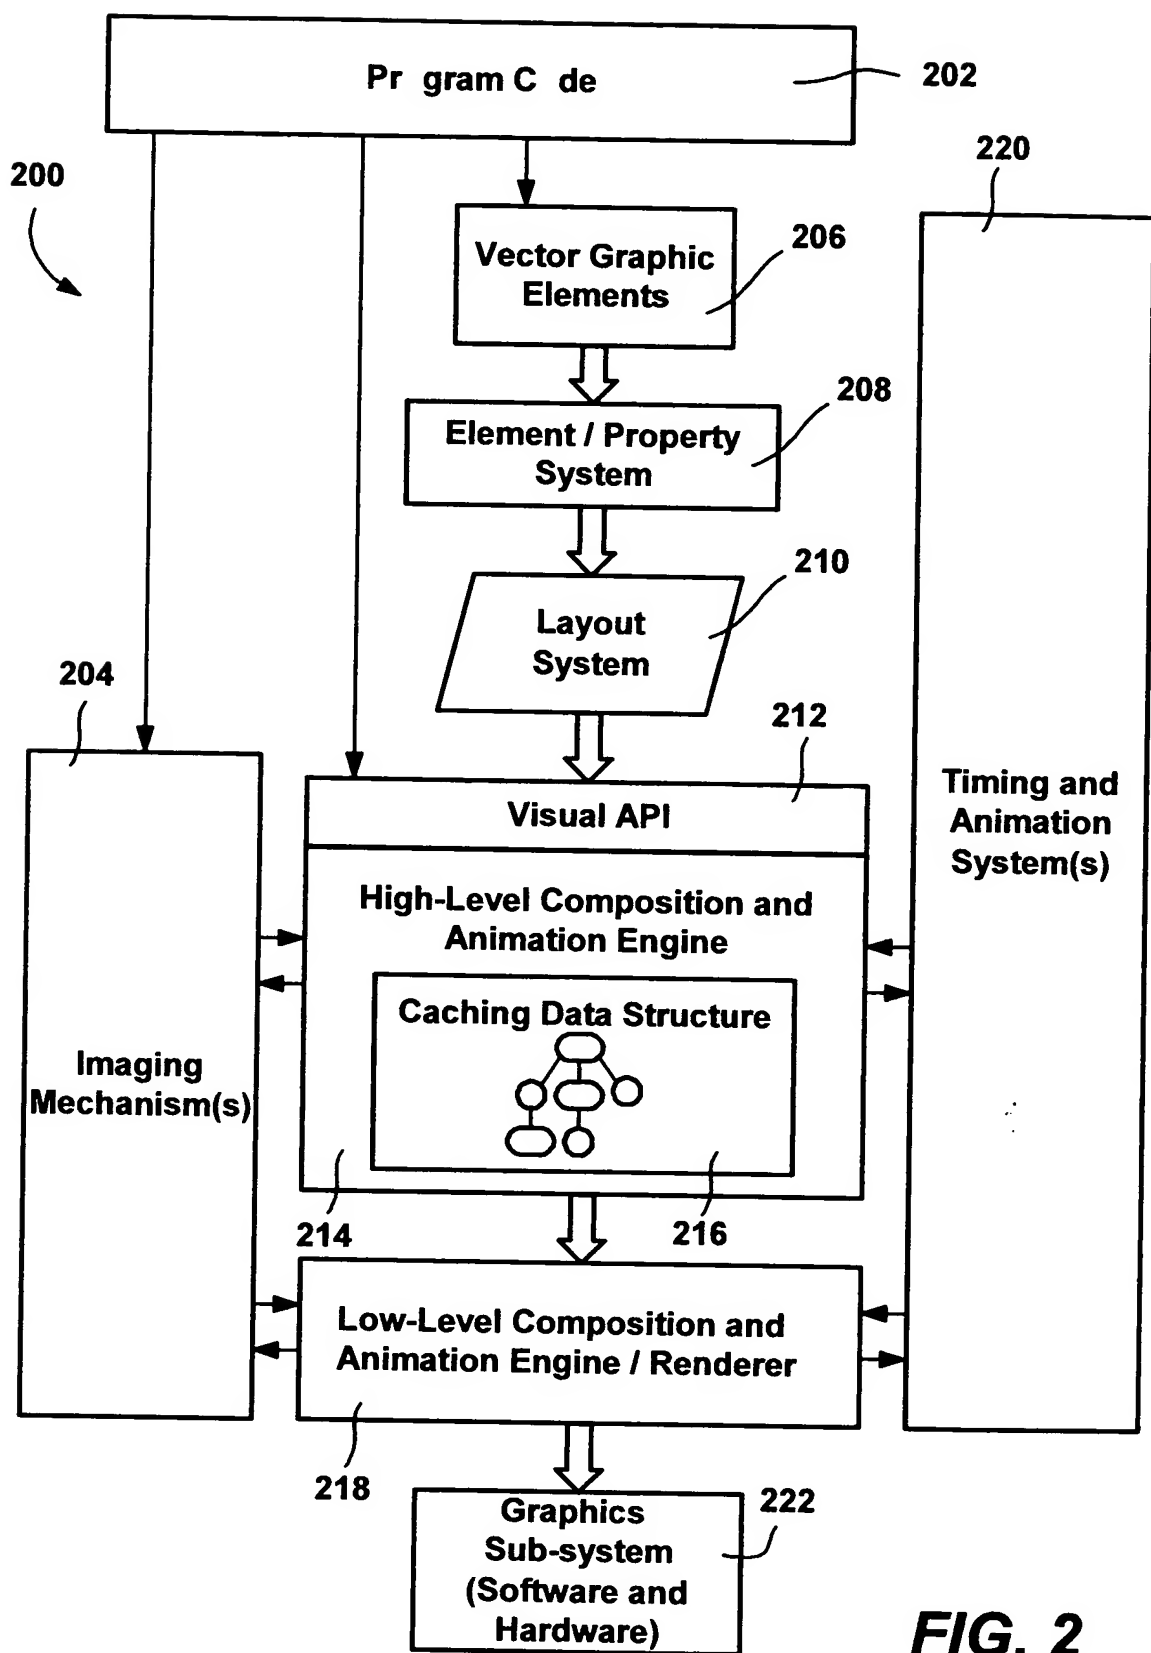 Pr gram C de
202
220
200
206
Vector Graphic
Elements
208
Element / Property
System
210
Layout
System
204
212
Timing and
Animation
System(s)
Visual API
High-Level Composition and
Animation Engine
Caching Data Structure
Imaging
Mechanism(s)
214
216
Low-Level Composition and
Animation Engine / Renderer
218
222
Graphics
Sub-system
(Software and
Hardware)
FIG. 2